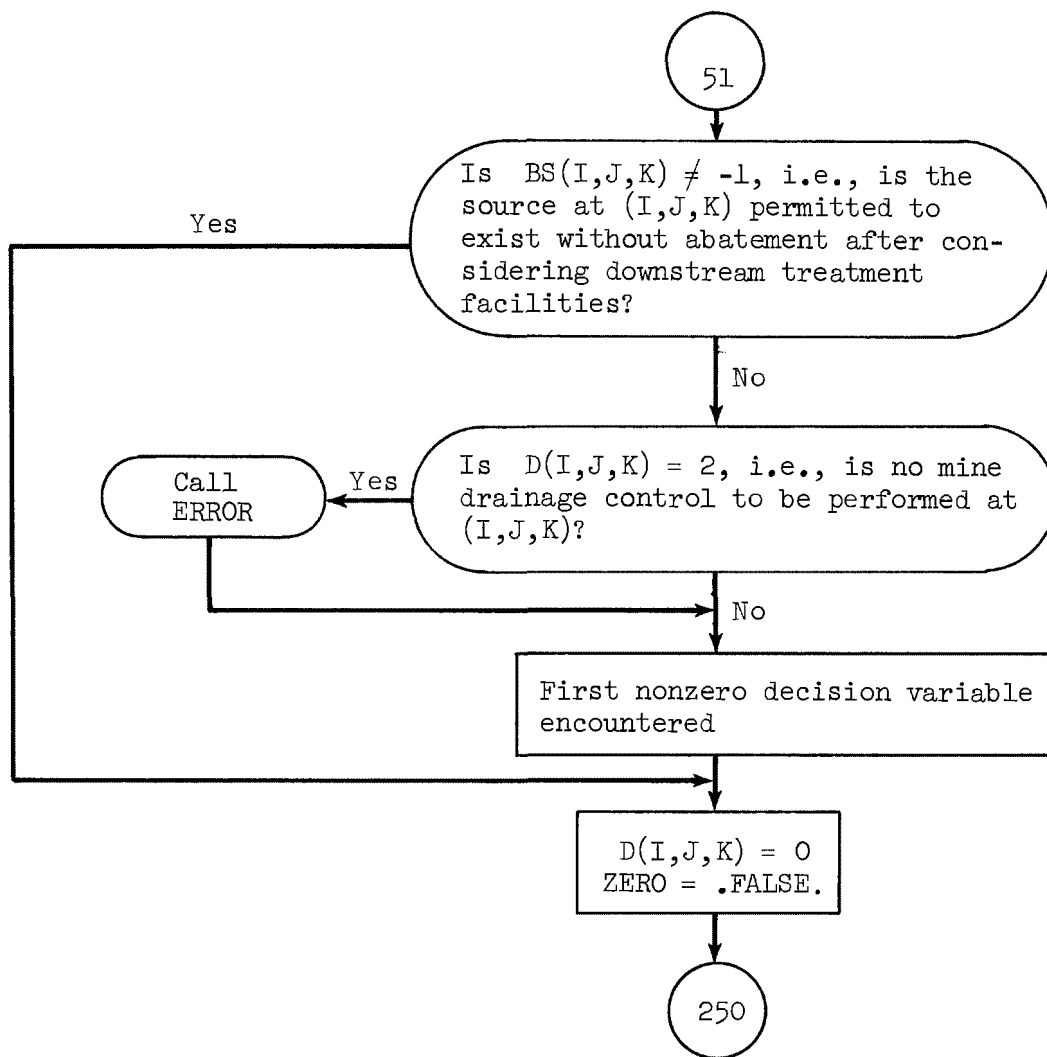 51
Is BS(I,J,K) ≠ -1, i.e., is the
source at (I,J,K) permitted to
exist without abatement after con-
sidering downstream treatment
facilities?
Yes
No
Is D(I,J,K) = 2, i.e., is no mine
drainage control to be performed at
(I,J,K)?
Yes
Call
ERROR
No
First nonzero decision variable
encountered
D(I,J,K) = 0
ZERO = .FALSE.
250